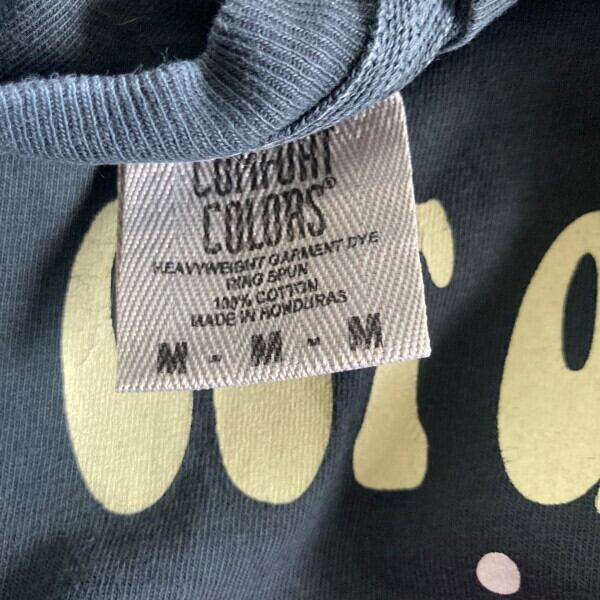 COMFORT
COLORS®
HEAVYWEIGHT GARMENT DYE
RING SPUN
100% COTTON
MADE IN HONDURAS
M - M - M